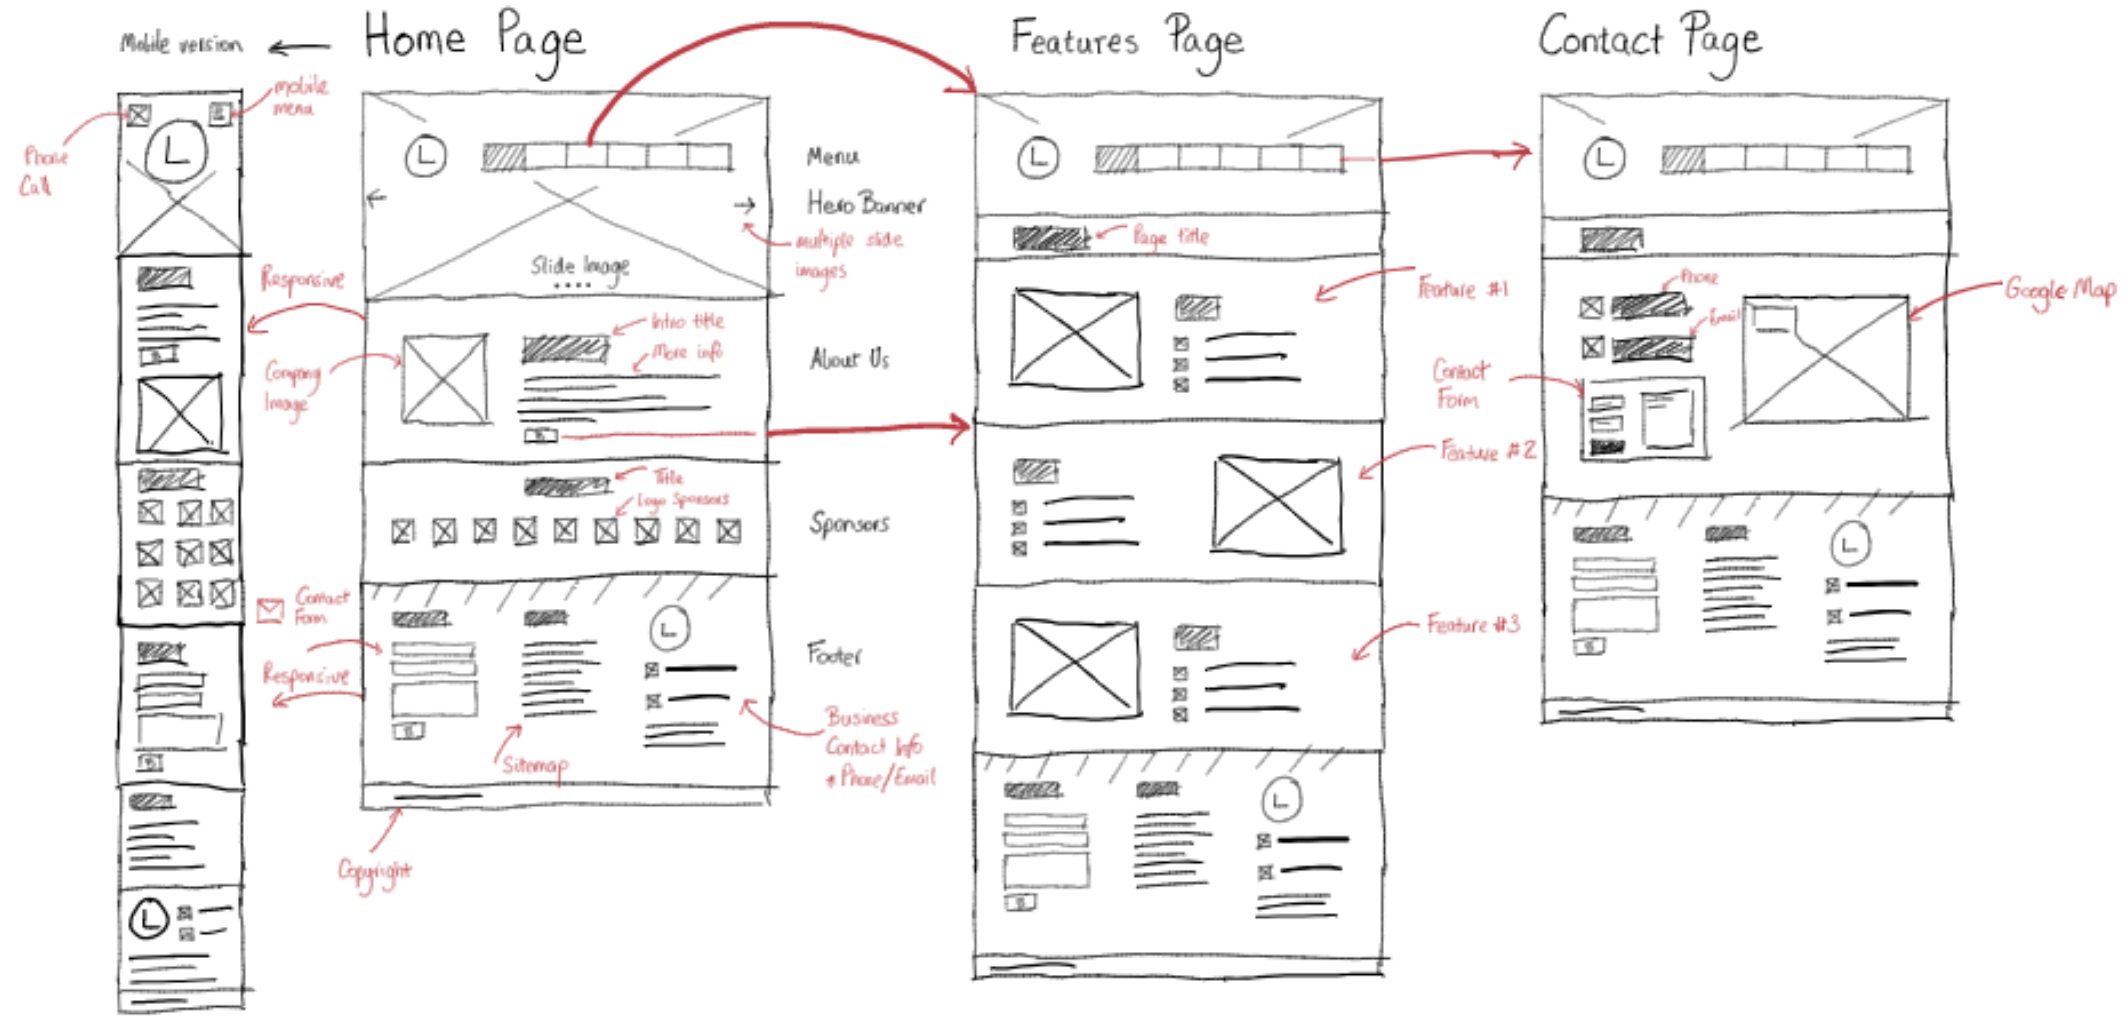 Mobile version
Home Page
Features Page
Contact Page
mobile
menu
Phone
Call
L
L
L
L
Menu
Hero Banner
multiple slide
images
Slide Image
Page title
Responsive
Company
Image
Intro title
More info
About Us
Feature #1
Phone
Email
Google Map
Contact
Form
Title
Logo Sponsors
Sponsors
Feature #2
Contact
Form
Responsive
L
Footer
Sitemap
Business
Contact Info
* Phone/Email
Feature #3
L
Copyright
L
L